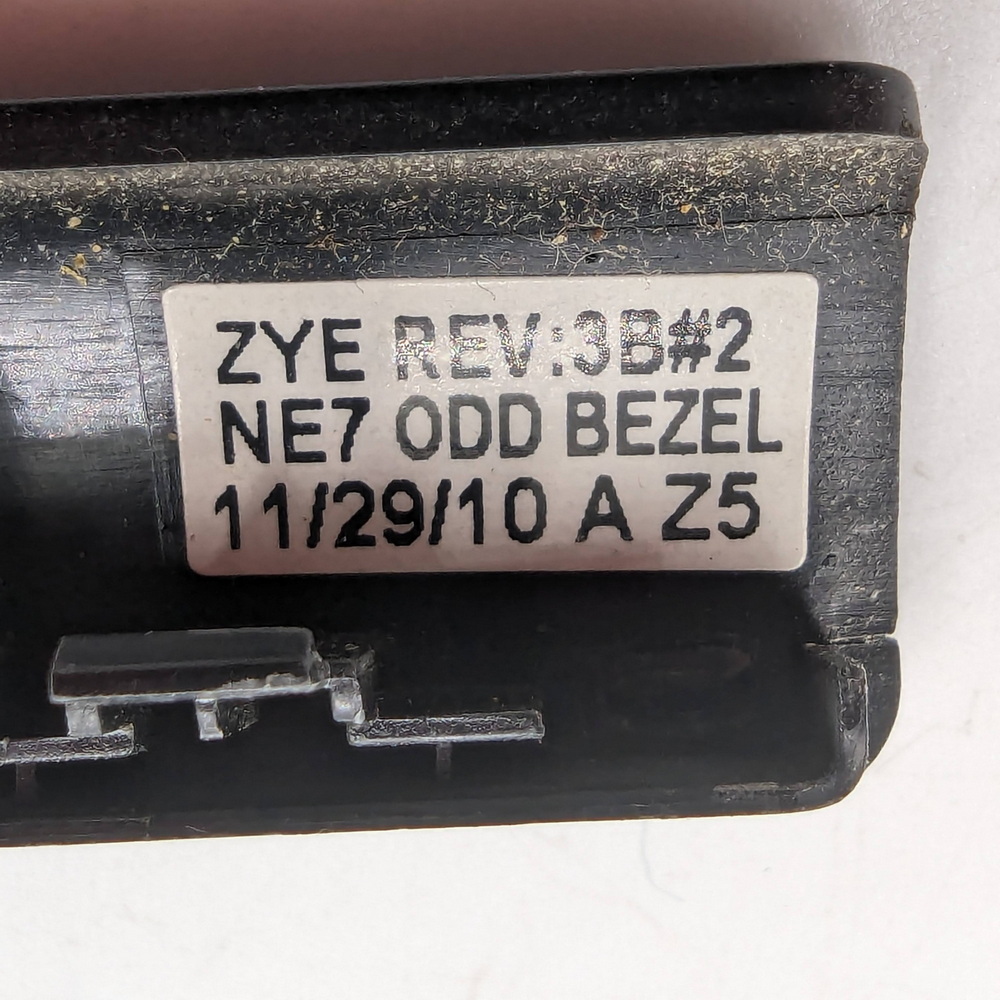 ZYE REV:3B#2
NE7 ODD BEZEL
11/29/10 A Z5